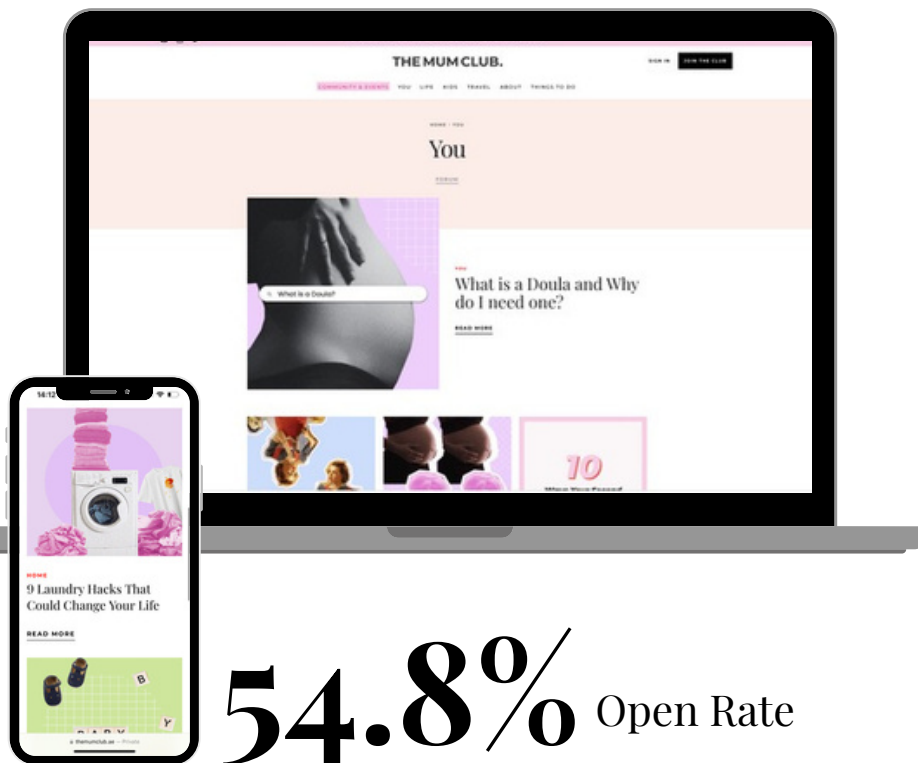 THE MUM CLUB.
SIGN IN
JOIN THE CLUB
COMMUNITY & EVENTS YOU LIFE KIDS TRAVEL ABOUT THINGS TO DO
HOME - YOU
You
FORUM
What is a Doula?
YOU
What is a Doula and Why
do I need one?
READ MORE
10
14:12
HOME
9 Laundry Hacks That
Could Change Your Life
READ MORE
B
Y
BABY
themumclub.ae — Private
54.8% Open Rate